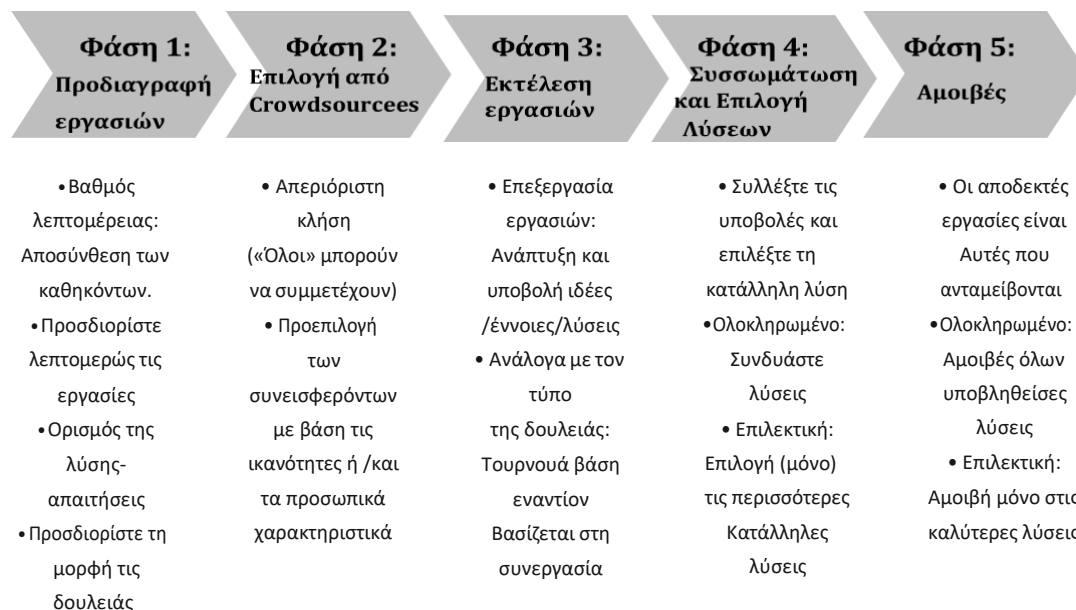 Φάση 1:
Προδιαγραφή
εργασιών
Φάση 2:
Επιλογή από
Crowdsourcees
Φάση 3:
Εκτέλεση
εργασιών
Φάση 4:
Συσσωμάτωση
και Επιλογή
Λύσεων
Φάση 5:
Αμοιβές
•Βαθμός
λεπτομέρειας:
Αποσύνθεση των
καθηκόντων.
•Προσδιορίστε
λεπτομερώς τις
εργασίες
•Ορισμός της
λύσης-
απαιτήσεις
•Προσδιορίστε τη
μορφή τις
δουλειάς
• Απεριόριστη
κλήση
(«Όλοι» μπορούν
να συμμετέχουν)
• Προεπιλογή
των
συνεισφερόντων
με βάση τις
ικανότητες ή /και
τα προσωπικά
χαρακτηριστικά
• Επεξεργασία
εργασιών:
Ανάπτυξη και
υποβολή ιδέες
/έννοιες/λύσεις
• Ανάλογα με τον
τύπο
της δουλειάς:
Τουρνουά βάση
εναντίον
Βασίζεται στη
συνεργασία
• Συλλέξτε τις
υποβολές και
επιλέξτε τη
κατάλληλη λύση
•Ολοκληρωμένο:
Συνδυάστε
λύσεις
• Επιλεκτική:
Επιλογή (μόνο)
τις περισσότερες
Κατάλληλες
λύσεις
• Οι αποδεκτές
εργασίες είναι
Αυτές που
ανταμείβονται
•Ολοκληρωμένο:
Αμοιβές όλων
υποβληθείσες
λύσεις
• Επιλεκτική:
Αμοιβή μόνο στις
καλύτερες λύσεις